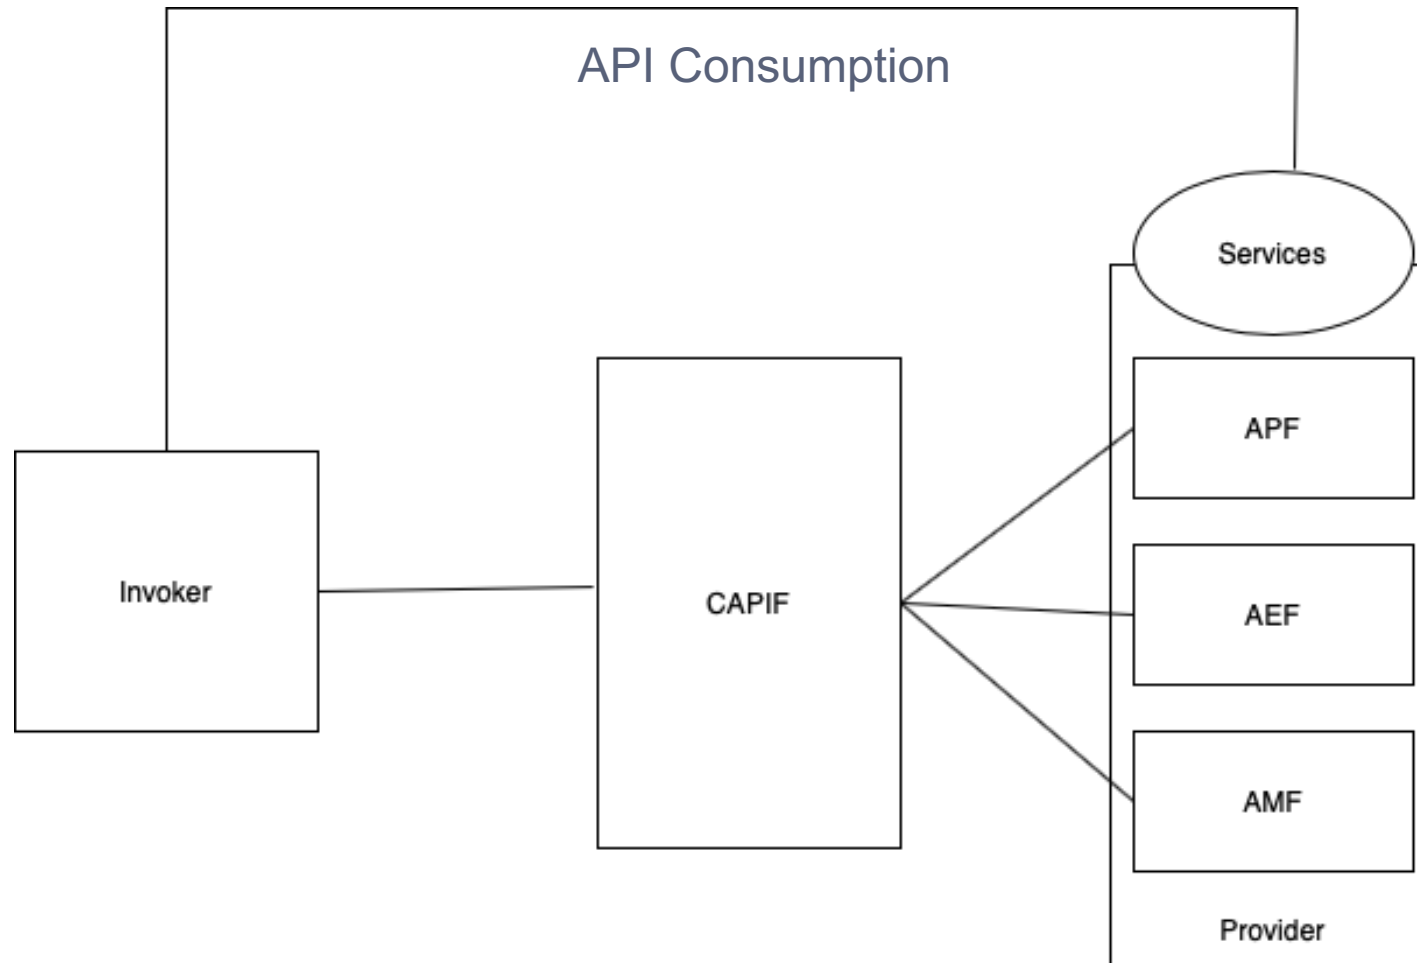 API Consumption
Services
APF
Invoker
CAPIF
AEF
AMF
Provider